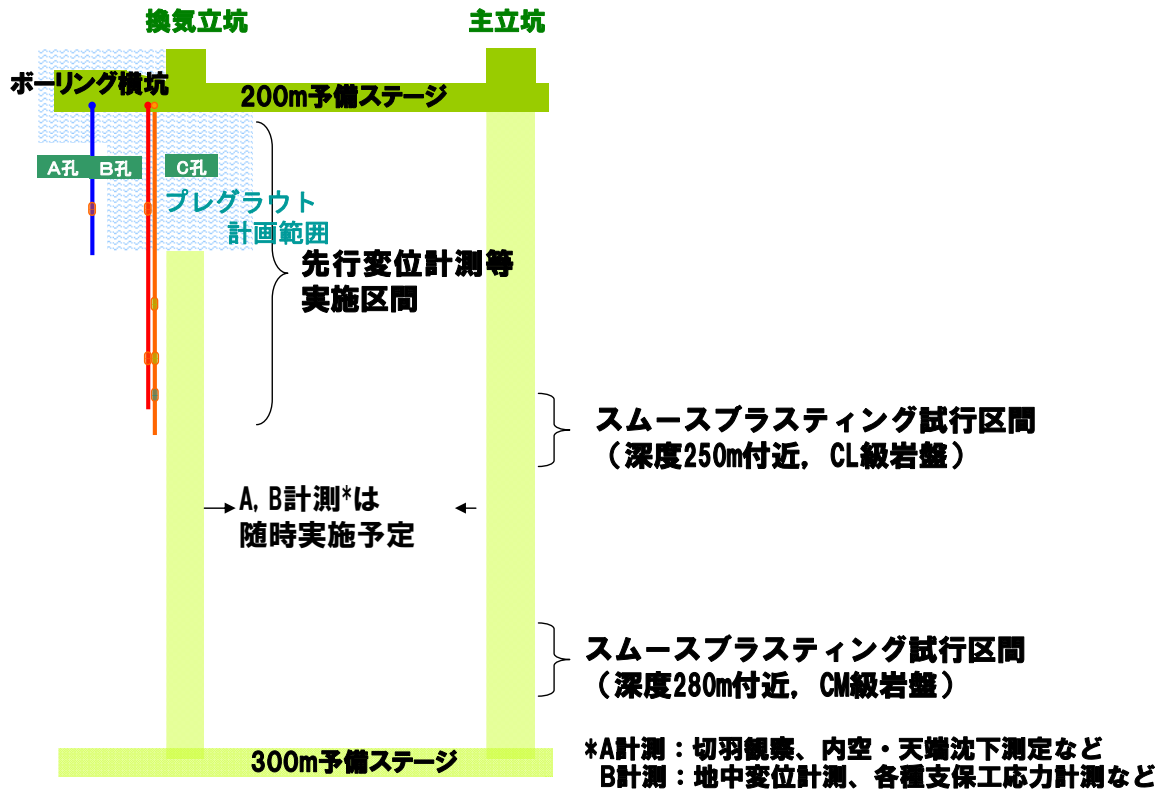 換気立坑
主立坑
ボーリング横坑
200m予備ステージ
A孔
B孔
C孔
プレグラウト
計画範囲
先行変位計測等
実施区間
スムースブラスティング試行区間
（深度250m付近, CL級岩盤）
A, B計測*は
随時実施予定
スムースブラスティング試行区間
（深度280m付近, CM級岩盤）
300m予備ステージ
*A計測：切羽観察、内空・天端沈下測定など
B計測：地中変位計測、各種支保工応力計測など